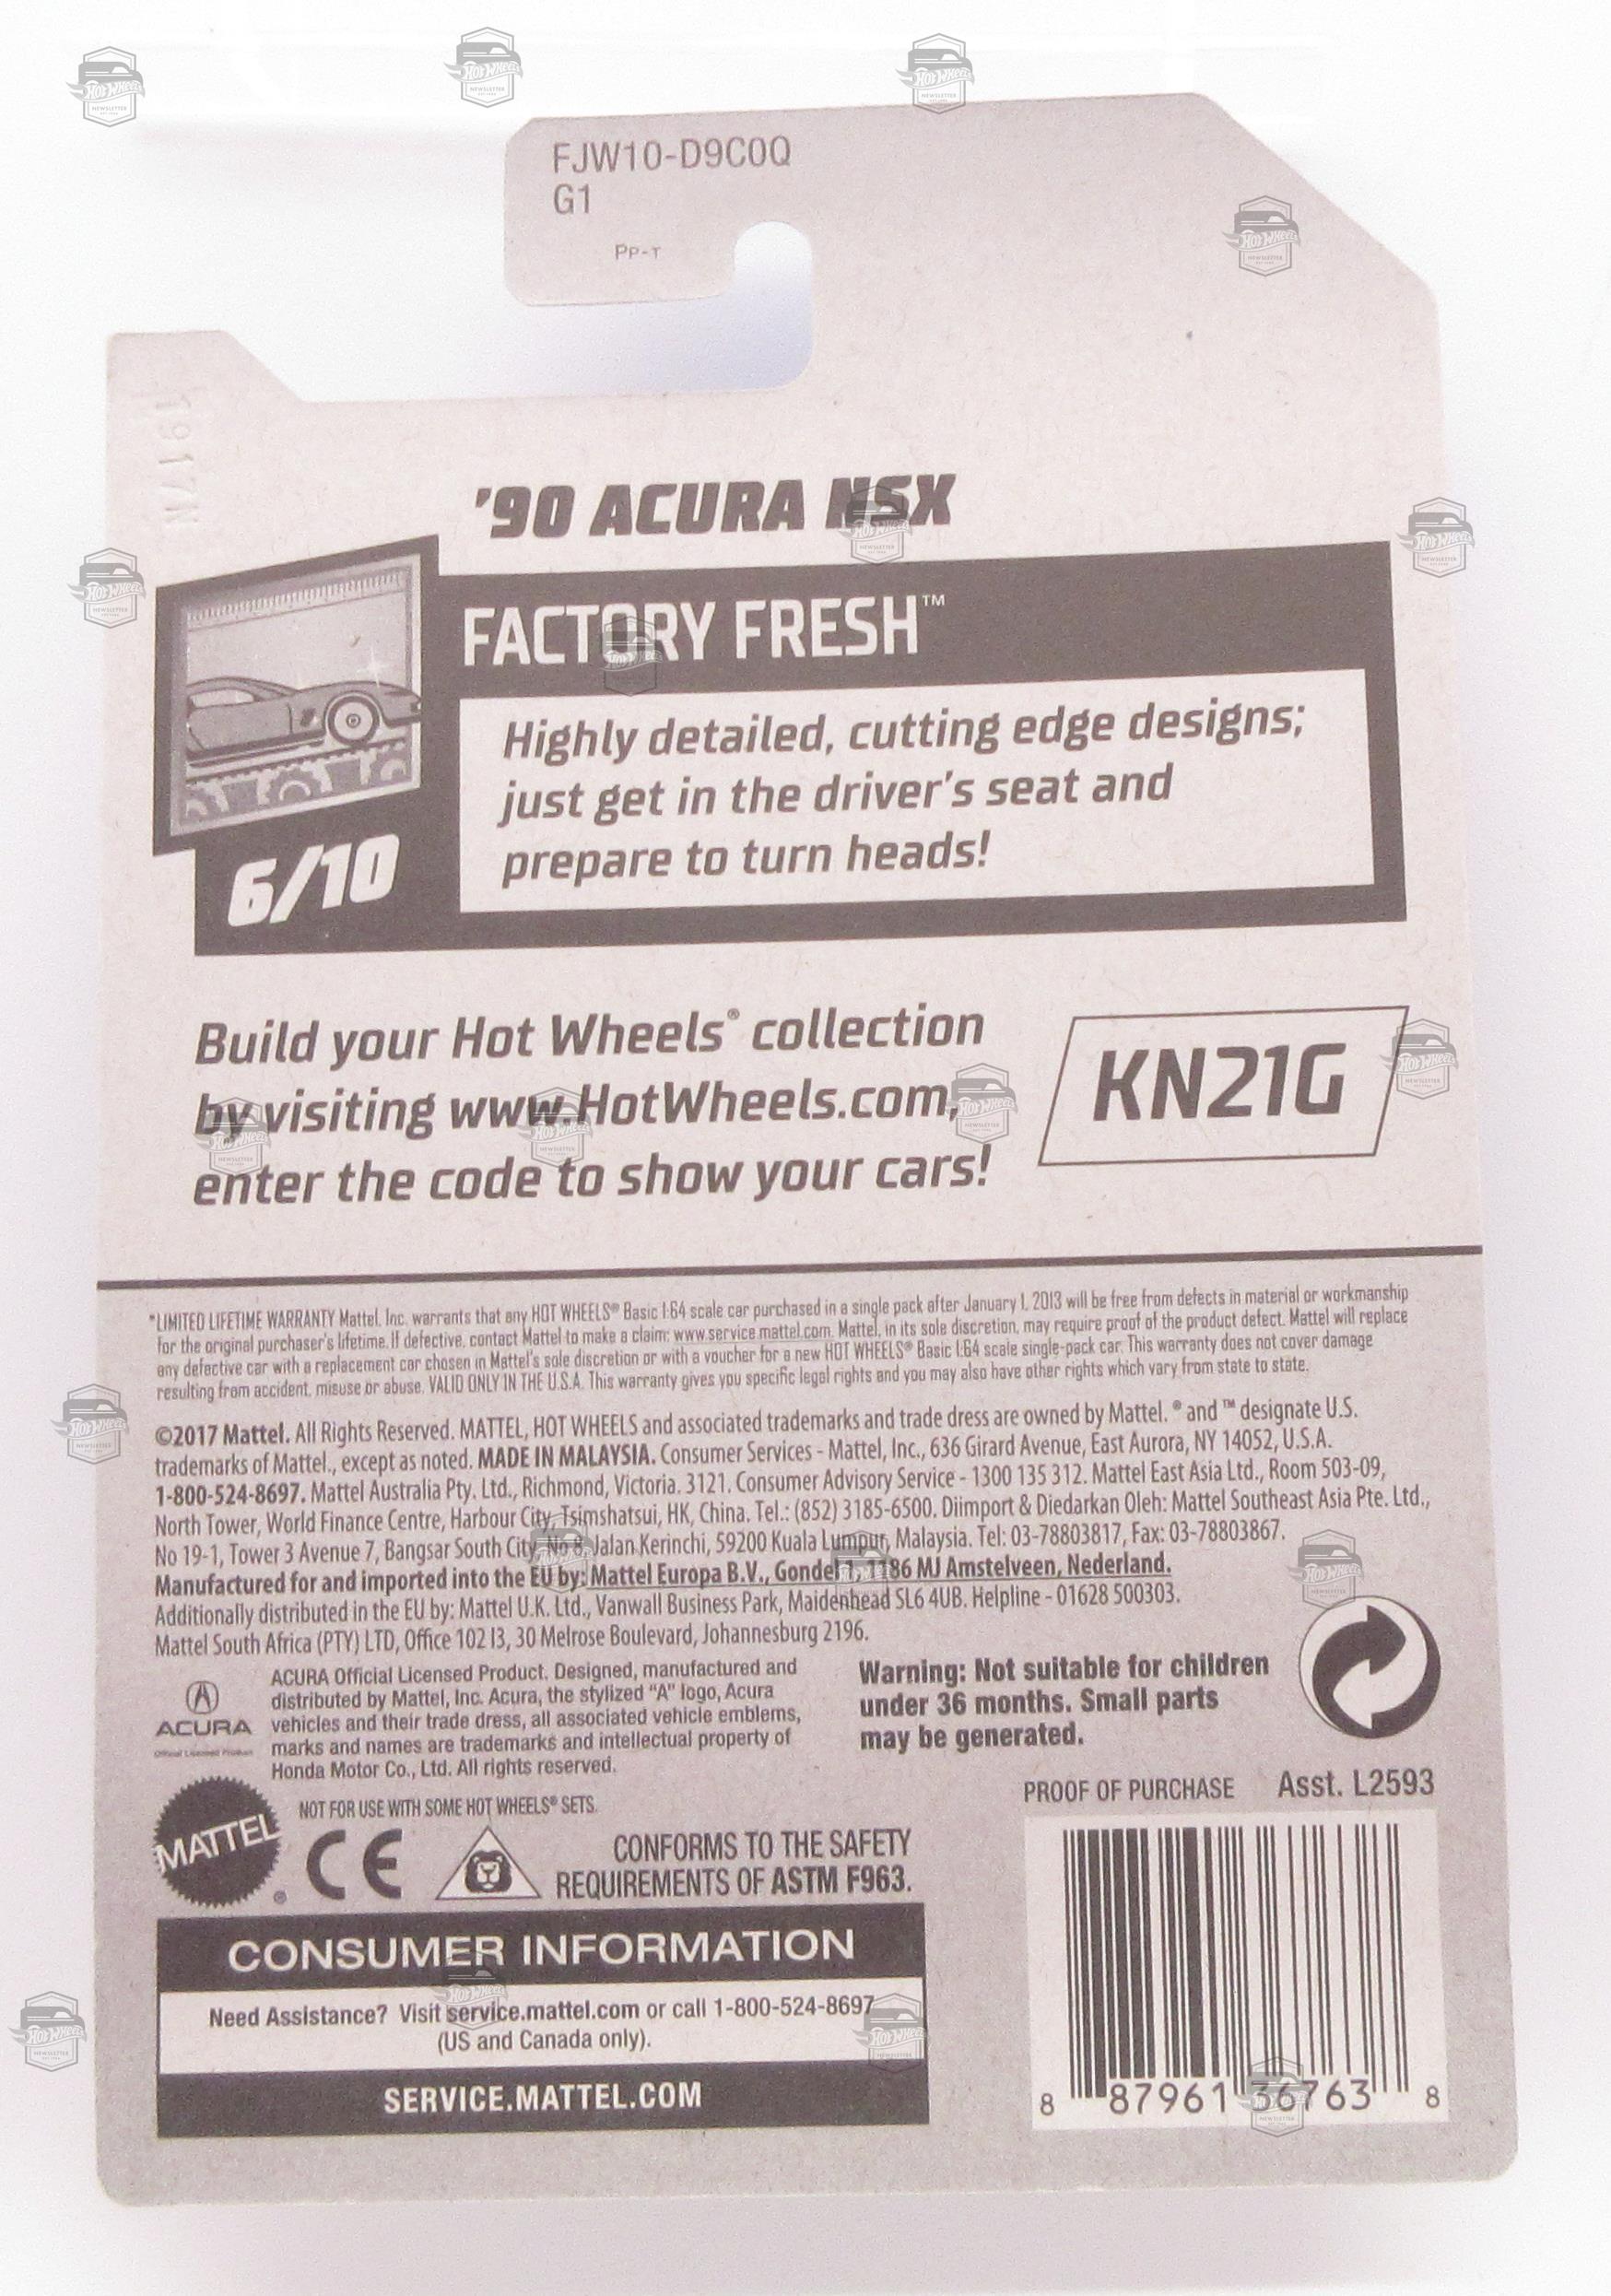 FJW10-D9C0Q
G1
PP-T
'90 ACURA NSX
FACTORY FRESH™
Highly detailed, cutting edge designs;
just get in the driver's seat and
prepare to turn heads!
6/10
Build your Hot Wheels® collection
by visiting www.HotWheels.com,
enter the code to show your cars!
KN21G
*LIMITED LIFETIME WARRANTY Mattel, Inc. warrants that any HOT WHEELS® Basic 1:64 scale car purchased in a single pack after January 1, 2013 will be free from defects in material or workmanship
for the original purchaser's lifetime. If defective, contact Mattel to make a claim: www.service.mattel.com. Mattel, in its sole discretion, may require proof of the product defect. Mattel will replace
any defective car with a replacement car chosen in Mattel's sole discretion or with a voucher for a new HOT WHEELS® Basic 1:64 scale single-pack car. This warranty does not cover damage
resulting from accident, misuse or abuse. VALID ONLY IN THE U.S.A. This warranty gives you specific legal rights and you may also have other rights which vary from state to state.
©2017 Mattel. All Rights Reserved. MATTEL, HOT WHEELS and associated trademarks and trade dress are owned by Mattel. ® and ™ designate U.S.
trademarks of Mattel., except as noted. MADE IN MALAYSIA. Consumer Services - Mattel, Inc., 636 Girard Avenue, East Aurora, NY 14052, U.S.A.
1-800-524-8697. Mattel Australia Pty. Ltd., Richmond, Victoria. 3121. Consumer Advisory Service - 1300 135 312. Mattel East Asia Ltd., Room 503-09,
North Tower, World Finance Centre, Harbour City, Tsimshatsui, HK, China. Tel.: (852) 3185-6500. Diimport & Diedarkan Oleh: Mattel Southeast Asia Pte. Ltd.,
No 19-1, Tower 3 Avenue 7, Bangsar South City, No 8, Jalan Kerinchi, 59200 Kuala Lumpur, Malaysia. Tel: 03-78803817, Fax: 03-78803867.
Manufactured for and imported into the EU by: Mattel Europa B.V., Gondel 1, 1186 MJ Amstelveen, Nederland.
Additionally distributed in the EU by: Mattel U.K. Ltd., Vanwall Business Park, Maidenhead SL6 4UB. Helpline - 01628 500303.
Mattel South Africa (PTY) LTD, Office 102 I3, 30 Melrose Boulevard, Johannesburg 2196.
ACURA
Official Licensed Product
ACURA Official Licensed Product. Designed, manufactured and
distributed by Mattel, Inc. Acura, the stylized "A" logo, Acura
vehicles and their trade dress, all associated vehicle emblems,
marks and names are trademarks and intellectual property of
Honda Motor Co., Ltd. All rights reserved.
Warning: Not suitable for children
under 36 months. Small parts
may be generated.
PROOF OF PURCHASE Asst. L2593
NOT FOR USE WITH SOME HOT WHEELS® SETS.
MATTEL®
CE
CONFORMS TO THE SAFETY
REQUIREMENTS OF ASTM F963.
CONSUMER INFORMATION
Need Assistance? Visit service.mattel.com or call 1-800-524-8697
(US and Canada only).
SERVICE.MATTEL.COM
8 87961 36763 8